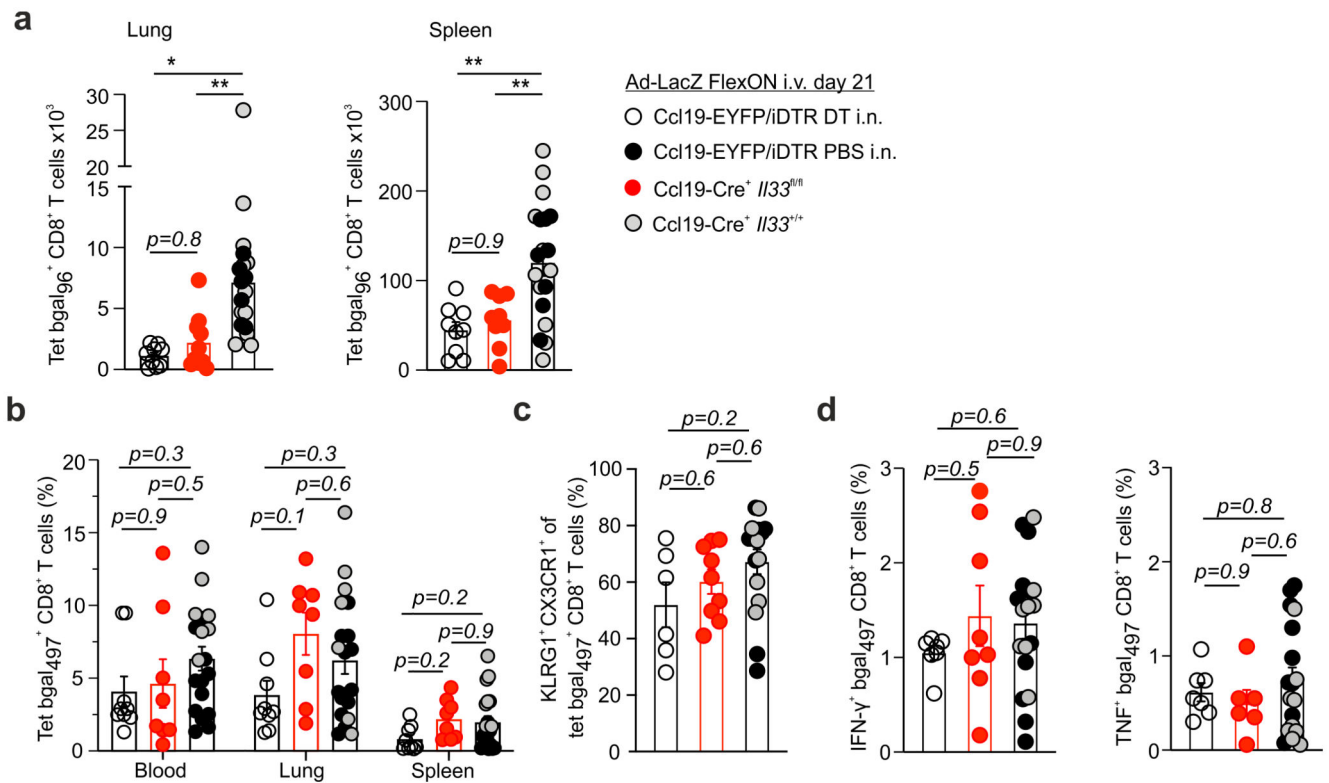 a
Lung
Spleen
*
**
**
**
30
25
20
15
10
5
0
p=0.8
Tet bgal96⁺ CD8⁺ T cells x10³
300
200
100
0
p=0.9
Tet bgal96⁺ CD8⁺ T cells x10³
Ad-LacZ FlexON i.v. day 21
Ccl19-EYFP/iDTR DT i.n.
Ccl19-EYFP/iDTR PBS i.n.
Ccl19-Cre⁺ Il33fl/fl
Ccl19-Cre⁺ Il33+/+
b
Tet bgal497⁺ CD8⁺ T cells (%)
20
15
10
5
0
p=0.3
p=0.5
p=0.9
p=0.3
p=0.6
p=0.1
p=0.2
p=0.9
p=0.2
Blood
Lung
Spleen
c
KLRG1⁺CX3CR1⁺ of
tet bgal497⁺ CD8⁺ T cells (%)
100
80
60
40
20
0
p=0.2
p=0.6
p=0.6
d
IFN-γ⁺ bgal497 CD8⁺ T cells (%)
3
2
1
0
p=0.6
p=0.9
p=0.5
TNF⁺ bgal497 CD8⁺ T cells (%)
3
2
1
0
p=0.8
p=0.6
p=0.9